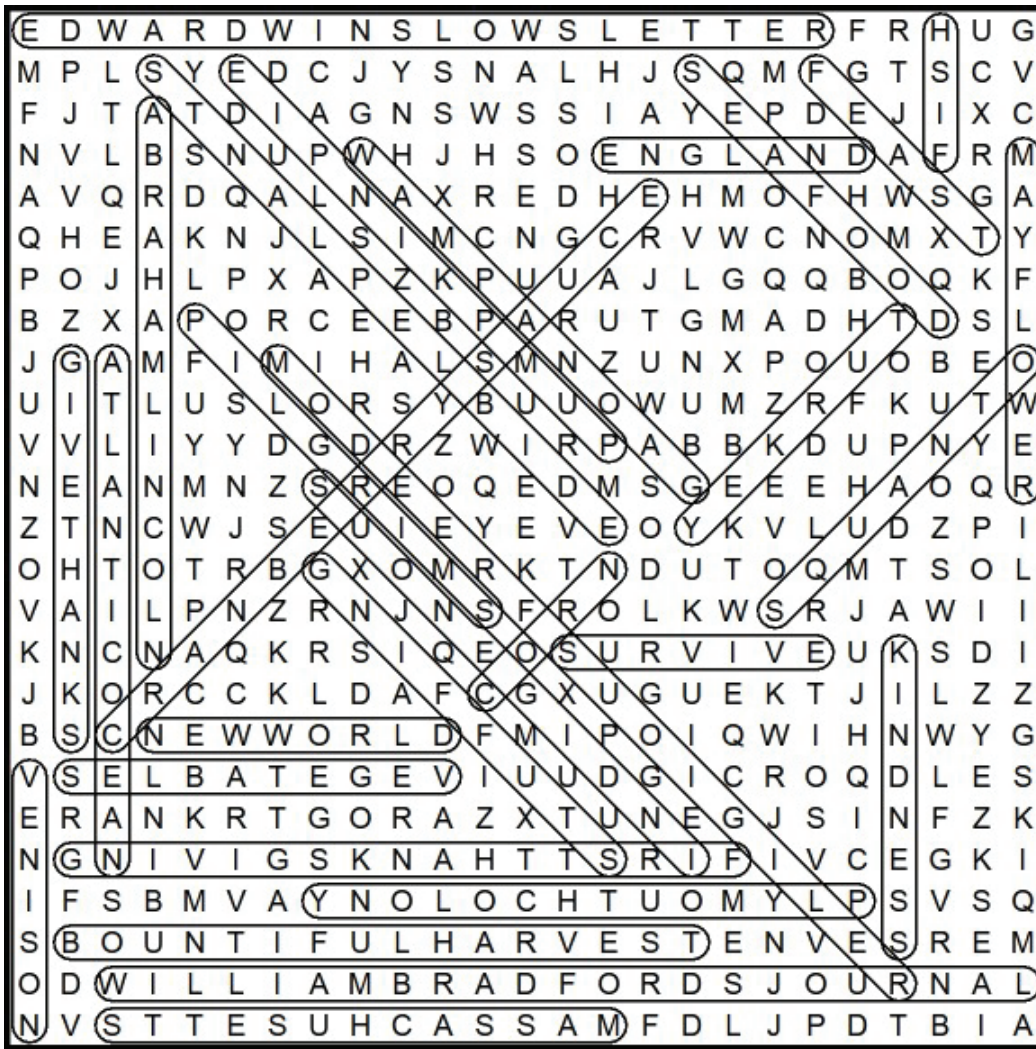 E D W A R D W I N S L O W S L E T T E R F R H U G
M P L S Y E D C J Y S N A L H J S Q M F G T S C V
F J T A T D I A G N S W S S I A Y E P D E J I X C
N V L B S N U P W H J H S O E N G L A N D A F R M
A V Q R D Q A L N A X R E D H E H M O F H W S G A
Q H E A K N J L S I M C N G C R V W C N O M X T Y
P O J H L P X A P Z K P U U A J L G Q Q B O Q K F
B Z X A P O R C E E B P A R U T G M A D H T D S L
J G A M F I M I H A L S M N Z U N X P O U O B E O
U I T L U S L O R S Y B U U O W U M Z R F K U T W
V V L I Y Y D G D R Z W I R P A B B K D U P N Y E
N E A N M N Z S R E O Q E D M S G E E E H A O Q R
Z T N C W J S E U I E Y E V E O Y K V L U D Z P I
O H T O T R B G X O M R K T N D U T O Q M T S O L
V A I L P N Z R N J N S F R O L K W S R J A W I I
K N C N A Q K R S I Q E O S U R V I V E U K S D I
J K O R C C K L D A F C G X U G U E K T J I L Z Z
B S C N E W W O R L D F M I P O I Q W I H N W Y G
V S E L B A T E G E V I U U D G I C R O Q D L E S
E R A N K R T G O R A Z X T U N E G J S I N F Z K
N G N I V I G S K N A H T T S R I F I V C E G K I
I F S B M V A Y N O L O C H T U O M Y L P S V S Q
S B O U N T I F U L H A R V E S T E N V E S R E M
O D W I L L I A M B R A D F O R D S J O U R N A L
N V S T T E S U H C A S S A M F D L J P D T B I A